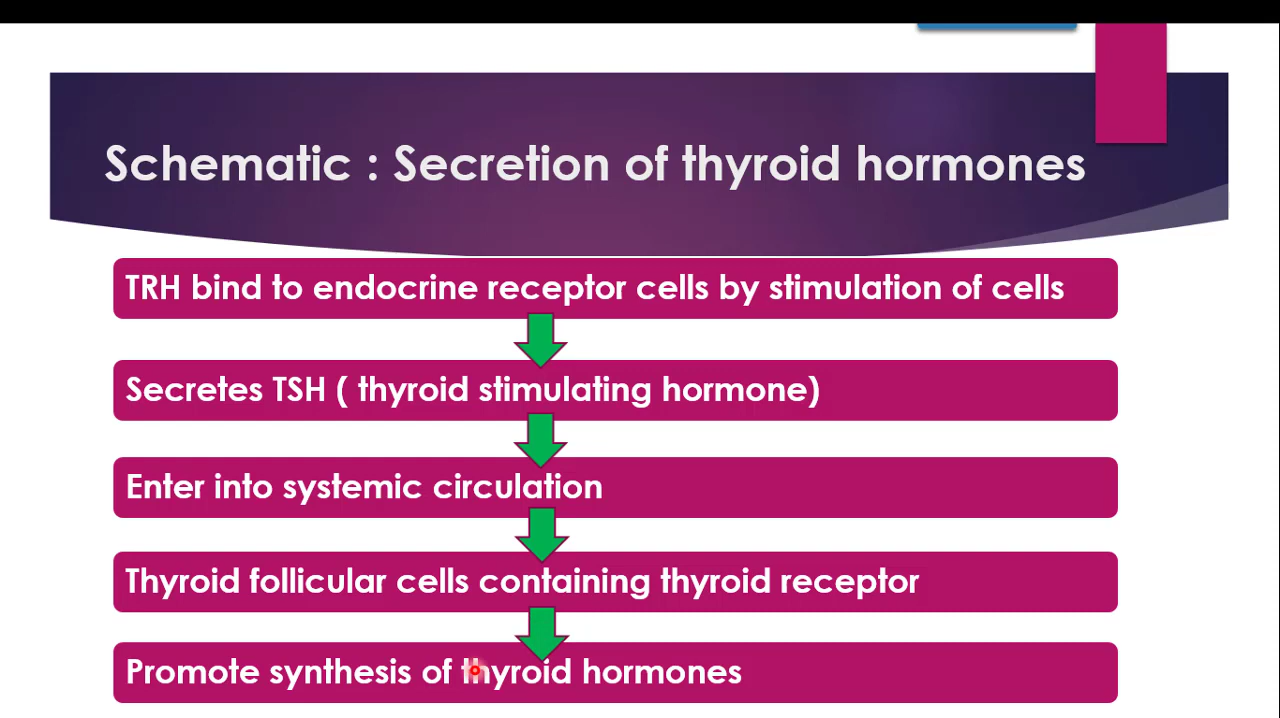 Schematic : Secretion of thyroid hormones
TRH bind to endocrine receptor cells by stimulation of cells
Secretes TSH ( thyroid stimulating hormone)
Enter into systemic circulation
Thyroid follicular cells containing thyroid receptor
Promote synthesis of thyroid hormones